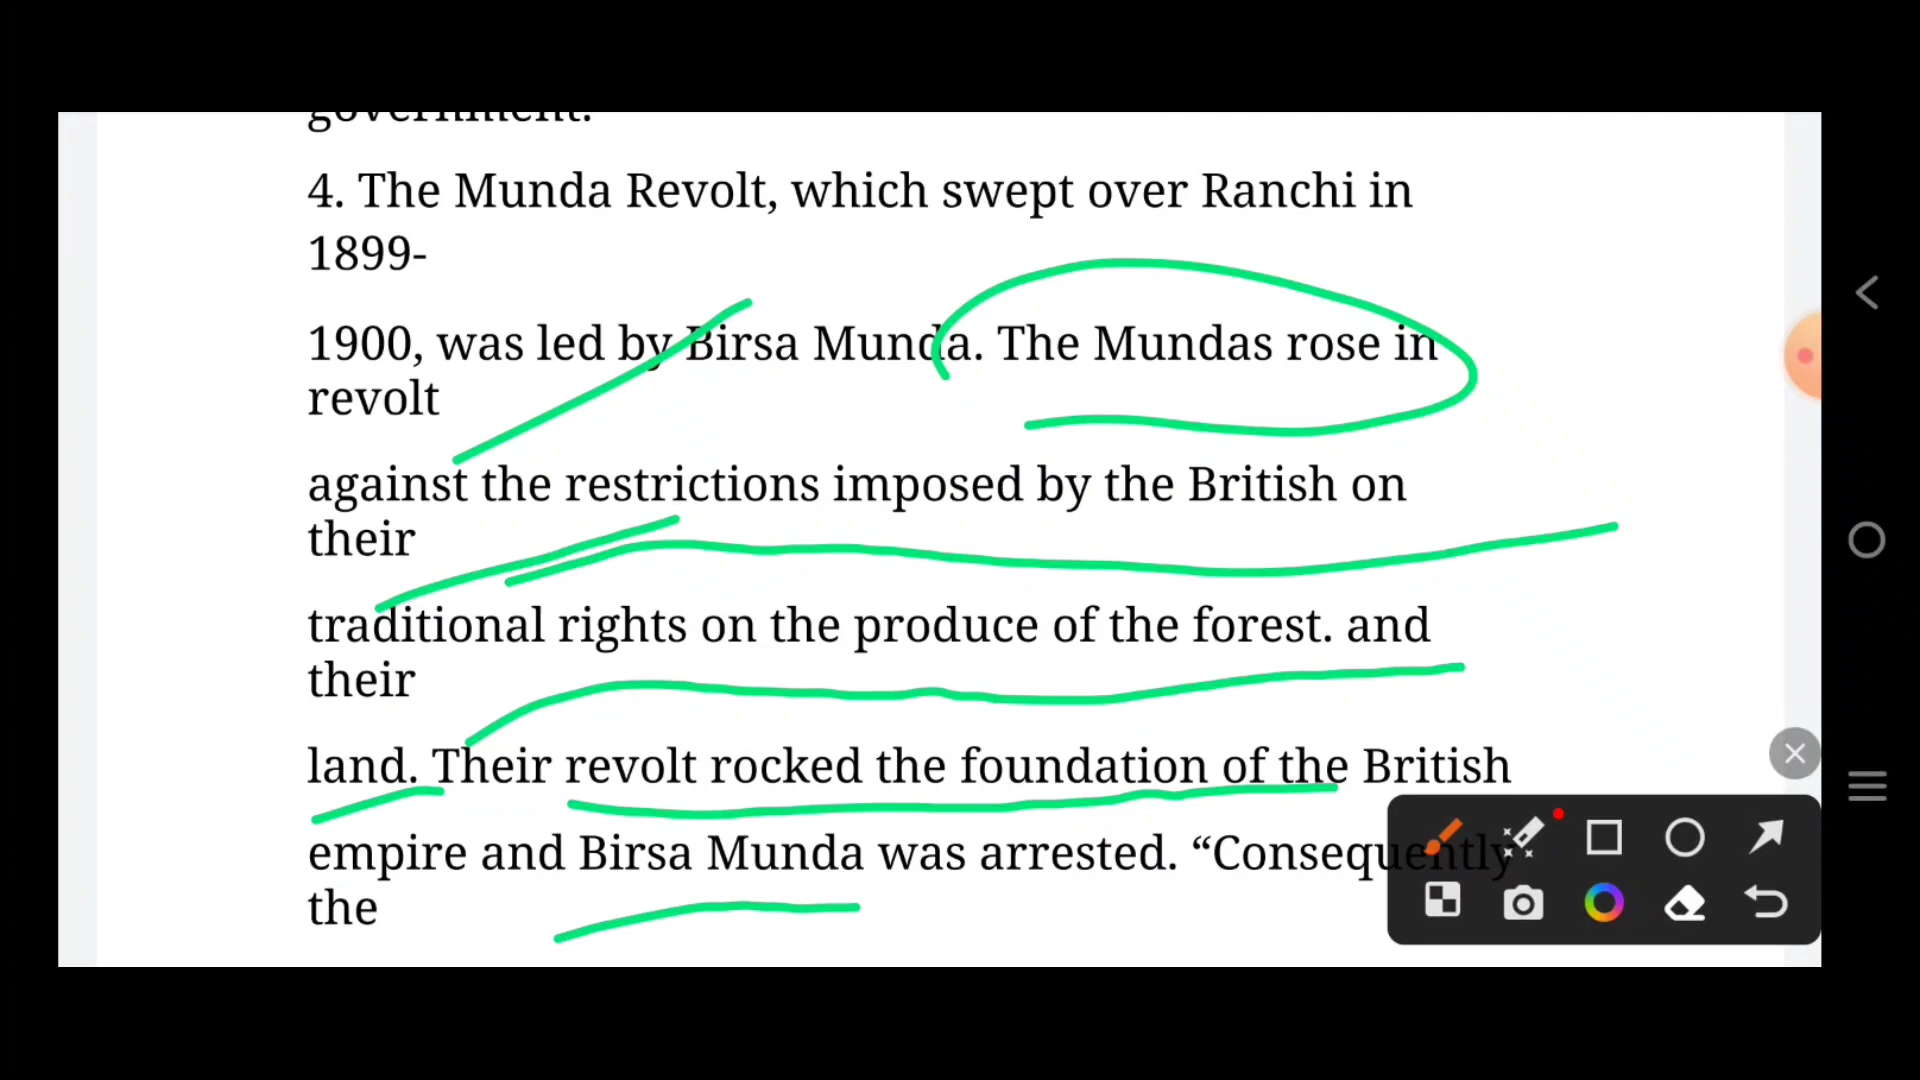 government.
4. The Munda Revolt, which swept over Ranchi in
1899-
1900, was led by Birsa Munda. The Mundas rose in
revolt
against the restrictions imposed by the British on
their
traditional rights on the produce of the forest. and
their
land. Their revolt rocked the foundation of the British
empire and Birsa Munda was arrested. “Consequently
the